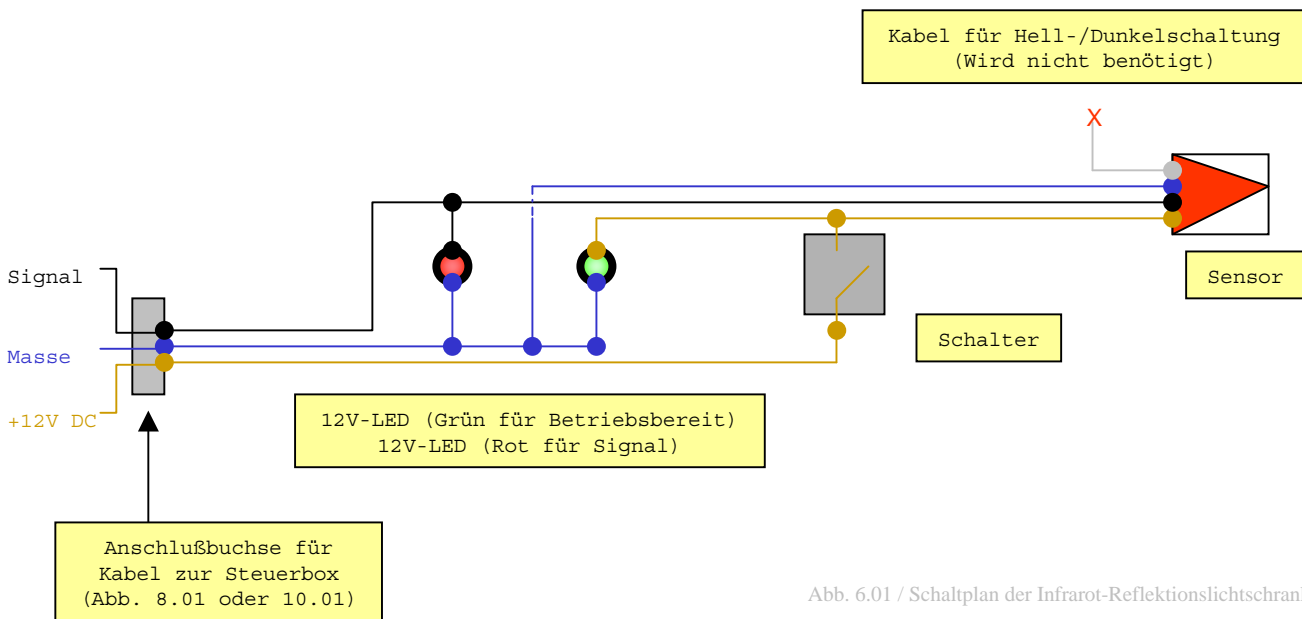 Kabel für Hell-/Dunkelschaltung
(Wird nicht benötigt)
X
Signal
Sensor
Masse
Schalter
+12V DC
12V-LED (Grün für Betriebsbereit)
12V-LED (Rot für Signal)
Anschlußbuchse für
Kabel zur Steuerbox
(Abb. 8.01 oder 10.01)
Abb. 6.01 / Schaltplan der Infrarot-Reflektionslichtschran